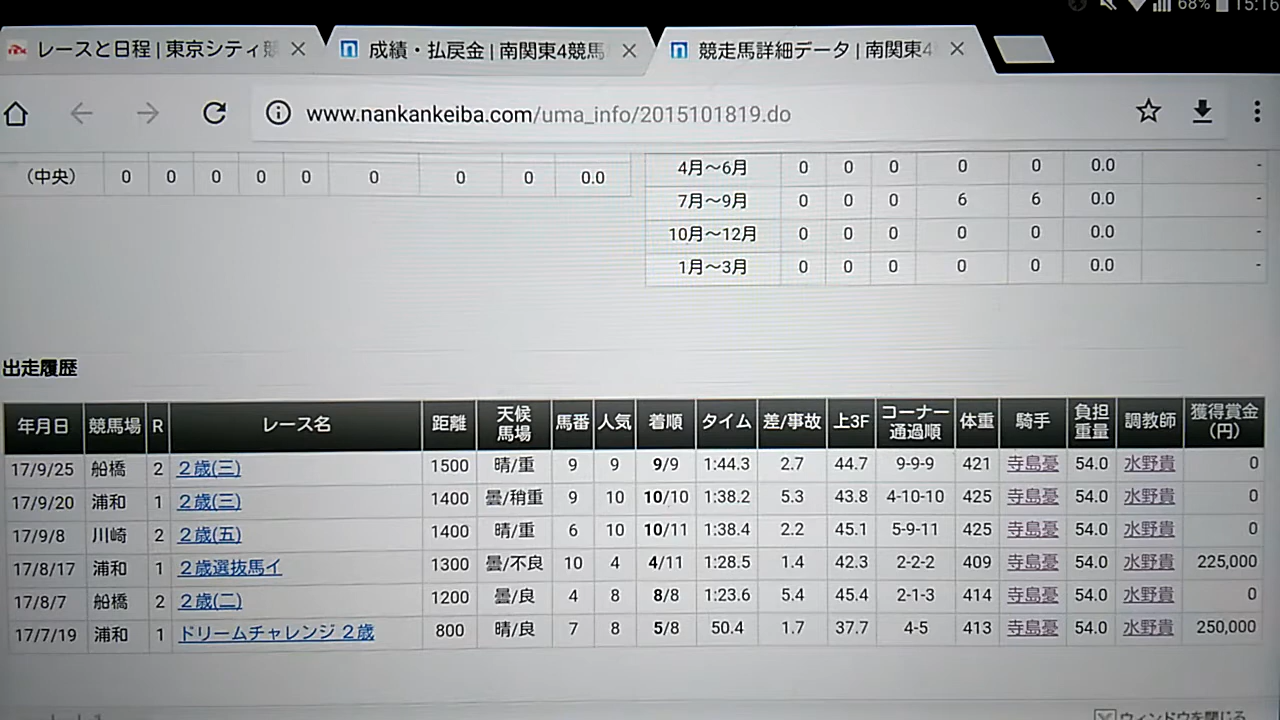 68% 15:16
レースと日程 | 東京シティ競 × 成績・払戻金 | 南関東4競馬 × 競走馬詳細データ | 南関東4 ×
www.nankankeiba.com/uma_info/2015101819.do
（中央） 0 0 0 0 0 0 0 0 0.0
4月～6月 0 0 0 0 0 0.0 -
7月～9月 0 0 0 6 6 0.0 -
10月～12月 0 0 0 0 0 0.0 -
1月～3月 0 0 0 0 0 0.0 -
出走履歴
年月日 競馬場 R レース名 距離 天候馬場 馬番 人気 着順 タイム 差/事故 上3F コーナー通過順 体重 騎手 負担重量 調教師 獲得賞金（円）
17/9/25 船橋 2 ２歳(三) 1500 晴/重 9 9 9/9 1:44.3 2.7 44.7 9-9-9 421 寺島憂 54.0 水野貴 0
17/9/20 浦和 1 ２歳(三) 1400 曇/稍重 9 10 10/10 1:38.2 5.3 43.8 4-10-10 425 寺島憂 54.0 水野貴 0
17/9/8 川崎 2 ２歳(五) 1400 晴/重 6 10 10/11 1:38.4 2.2 45.1 5-9-11 425 寺島憂 54.0 水野貴 0
17/8/17 浦和 1 ２歳選抜馬イ 1300 曇/不良 10 4 4/11 1:28.5 1.4 42.3 2-2-2 409 寺島憂 54.0 水野貴 225,000
17/8/7 船橋 2 ２歳(二) 1200 曇/良 4 8 8/8 1:23.6 5.4 45.4 2-1-3 414 寺島憂 54.0 水野貴 0
17/7/19 浦和 1 ドリームチャレンジ ２歳 800 晴/良 7 8 5/8 50.4 1.7 37.7 4-5 413 寺島憂 54.0 水野貴 250,000
ウィンドウを閉じる